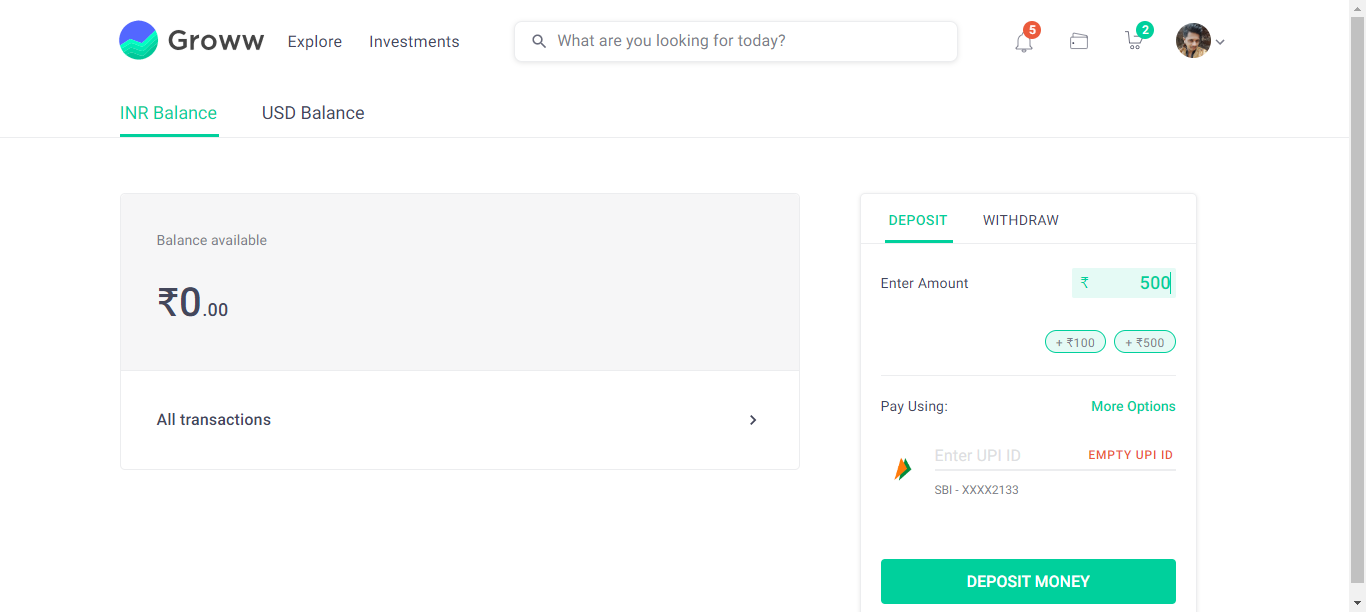 Groww Explore Investments What are you looking for today? 5 2
INR Balance USD Balance
Balance available
₹0.00
All transactions
DEPOSIT WITHDRAW
Enter Amount ₹ 500
+ ₹100 + ₹500
Pay Using: More Options
Enter UPI ID EMPTY UPI ID
SBI - XXXX2133
DEPOSIT MONEY